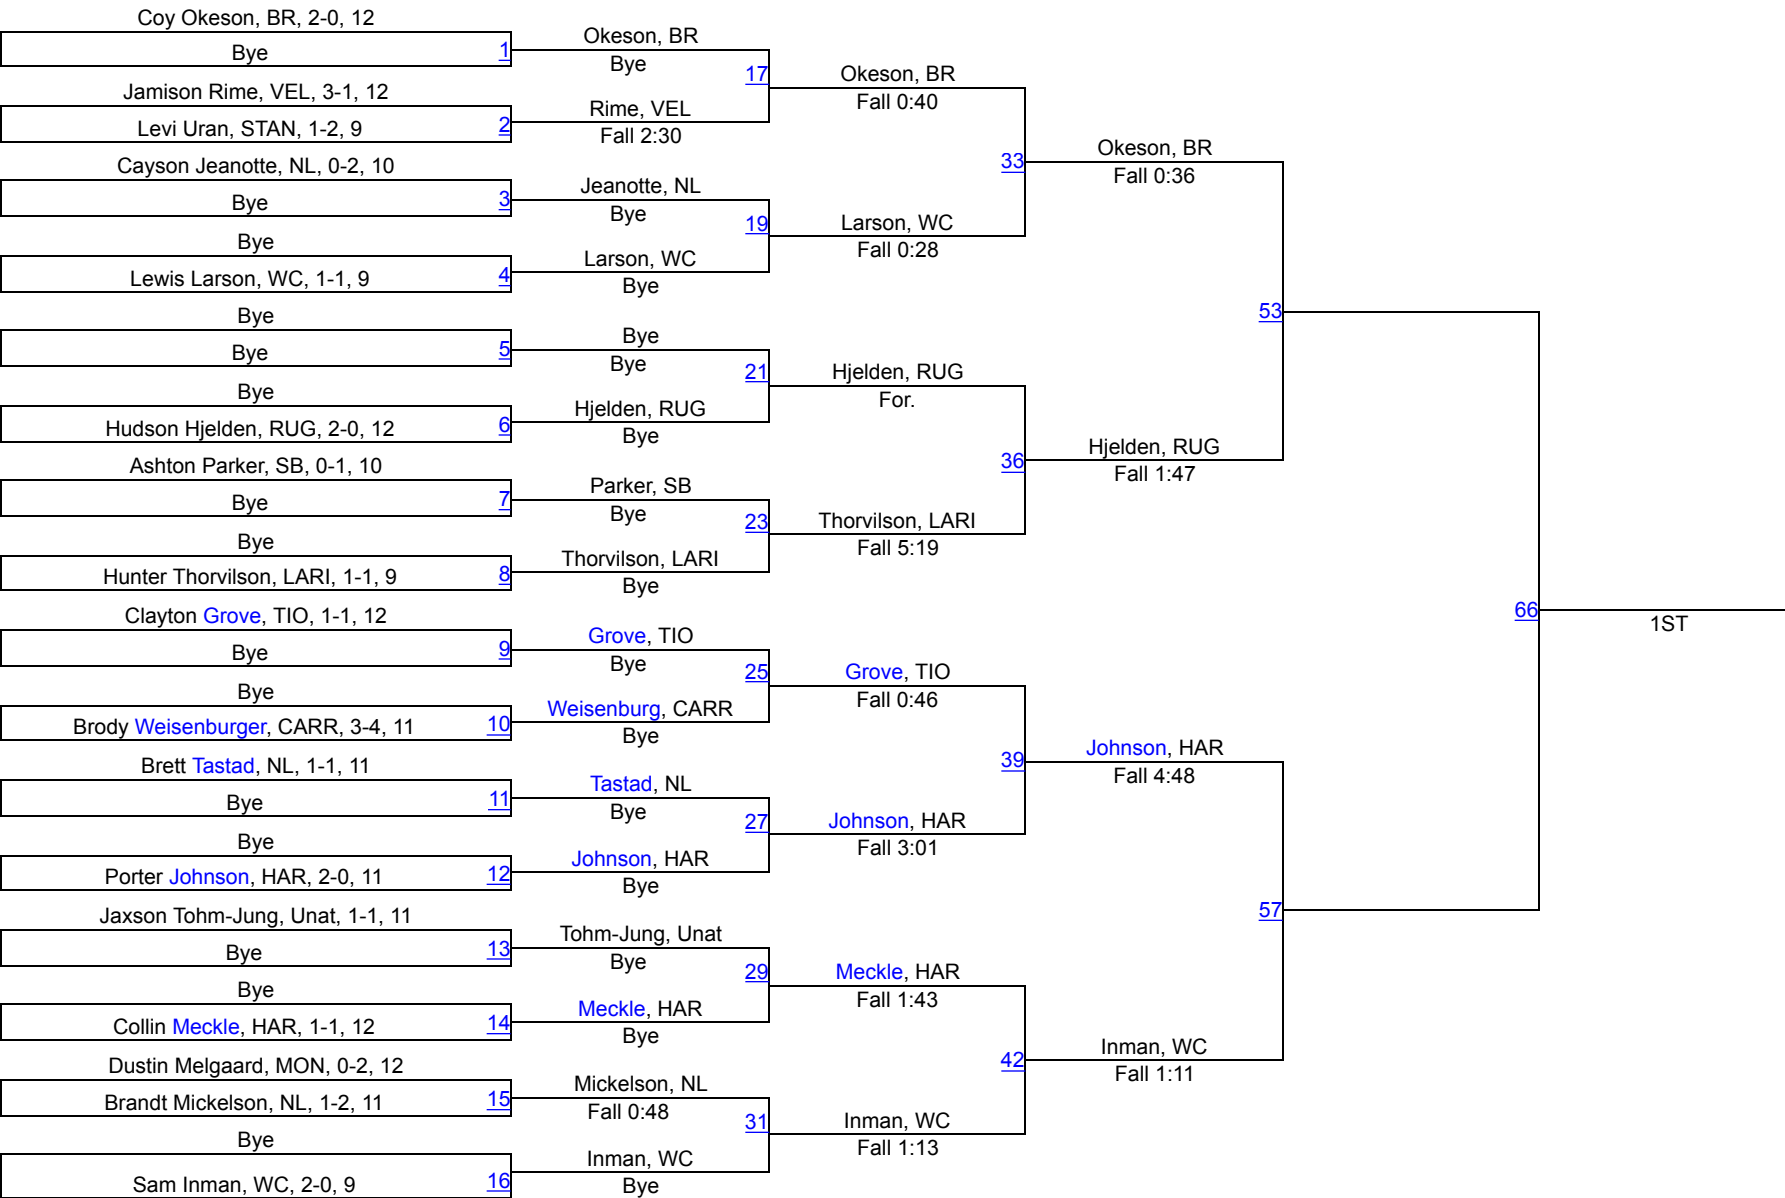 Coy Okeson, BR, 2-0, 12
Bye
1
Jamison Rime, VEL, 3-1, 12
Levi Uran, STAN, 1-2, 9
2
Cayson Jeanotte, NL, 0-2, 10
Bye
3
Bye
Lewis Larson, WC, 1-1, 9
4
Bye
Bye
5
Bye
Hudson Hjelden, RUG, 2-0, 12
6
Ashton Parker, SB, 0-1, 10
Bye
7
Bye
Hunter Thorvilson, LARI, 1-1, 9
8
Clayton Grove, TIO, 1-1, 12
Bye
9
Bye
Brody Weisenburger, CARR, 3-4, 11
10
Brett Tastad, NL, 1-1, 11
Bye
11
Bye
Porter Johnson, HAR, 2-0, 11
12
Jaxson Tohm-Jung, Unat, 1-1, 11
Bye
13
Bye
Collin Meckle, HAR, 1-1, 12
14
Dustin Melgaard, MON, 0-2, 12
Brandt Mickelson, NL, 1-2, 11
15
Bye
Sam Inman, WC, 2-0, 9
16
Okeson, BR
Bye
17
Rime, VEL
Fall 2:30
Jeanotte, NL
Bye
19
Larson, WC
Bye
Bye
Bye
21
Hjelden, RUG
Bye
Parker, SB
Bye
23
Thorvilson, LARI
Bye
Grove, TIO
Bye
25
Weisenburg, CARR
Bye
Tastad, NL
Bye
27
Johnson, HAR
Bye
Tohm-Jung, Unat
Bye
29
Meckle, HAR
Bye
Mickelson, NL
Fall 0:48
31
Inman, WC
Bye
Okeson, BR
Fall 0:40
33
Larson, WC
Fall 0:28
Hjelden, RUG
For.
36
Thorvilson, LARI
Fall 5:19
Grove, TIO
Fall 0:46
39
Johnson, HAR
Fall 3:01
Meckle, HAR
Fall 1:43
42
Inman, WC
Fall 1:13
Okeson, BR
Fall 0:36
53
Hjelden, RUG
Fall 1:47
Johnson, HAR
Fall 4:48
57
Inman, WC
Fall 1:11
66
1ST